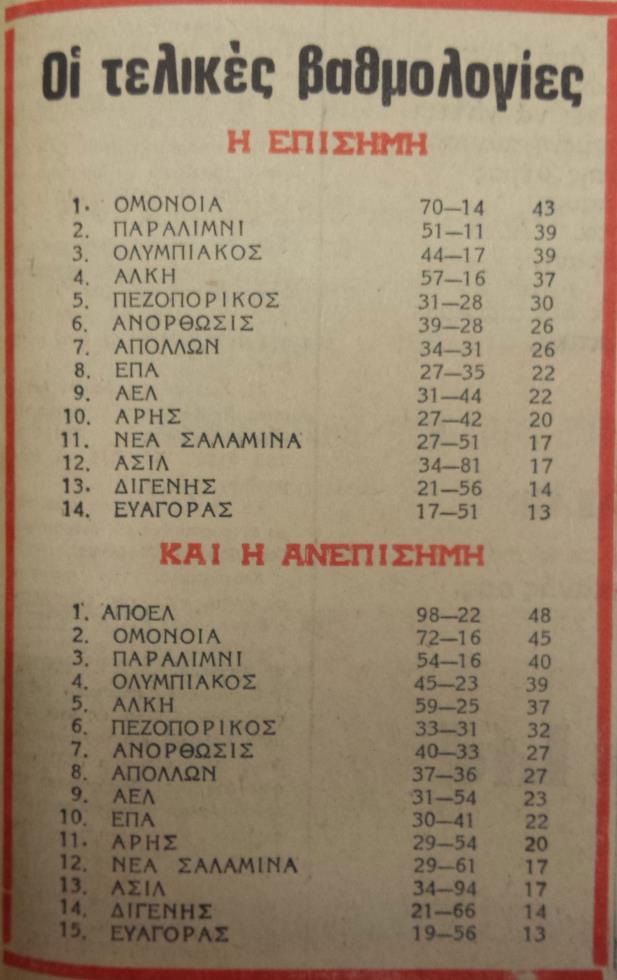 Οἱ τελικὲς βαθμολογίες
Η ΕΠΙΣΗΜΗ
1. ΟΜΟΝΟΙΑ 70—14 43
2. ΠΑΡΑΛΙΜΝΙ 51—11 39
3. ΟΛΥΜΠΙΑΚΟΣ 44—17 39
4. ΑΛΚΗ 57—16 37
5. ΠΕΖΟΠΟΡΙΚΟΣ 31—28 30
6. ΑΝΟΡΘΩΣΙΣ 39—28 26
7. ΑΠΟΛΛΩΝ 34—31 26
8. ΕΠΑ 27—35 22
9. ΑΕΛ 31—44 22
10. ΑΡΗΣ 27—42 20
11. ΝΕΑ ΣΑΛΑΜΙΝΑ 27—51 17
12. ΑΣΙΛ 34—81 17
13. ΔΙΓΕΝΗΣ 21—56 14
14. ΕΥΑΓΟΡΑΣ 17—51 13
ΚΑΙ Η ΑΝΕΠΙΣΗΜΗ
1. ΑΠΟΕΛ 98—22 48
2. ΟΜΟΝΟΙΑ 72—16 45
3. ΠΑΡΑΛΙΜΝΙ 54—16 40
4. ΟΛΥΜΠΙΑΚΟΣ 45—23 39
5. ΑΛΚΗ 59—25 37
6. ΠΕΖΟΠΟΡΙΚΟΣ 33—31 32
7. ΑΝΟΡΘΩΣΙΣ 40—33 27
8. ΑΠΟΛΛΩΝ 37—36 27
9. ΑΕΛ 31—54 23
10. ΕΠΑ 30—41 22
11. ΑΡΗΣ 29—54 20
12. ΝΕΑ ΣΑΛΑΜΙΝΑ 29—61 17
13. ΑΣΙΛ 34—94 17
14. ΔΙΓΕΝΗΣ 21—66 14
15. ΕΥΑΓΟΡΑΣ 19—56 13